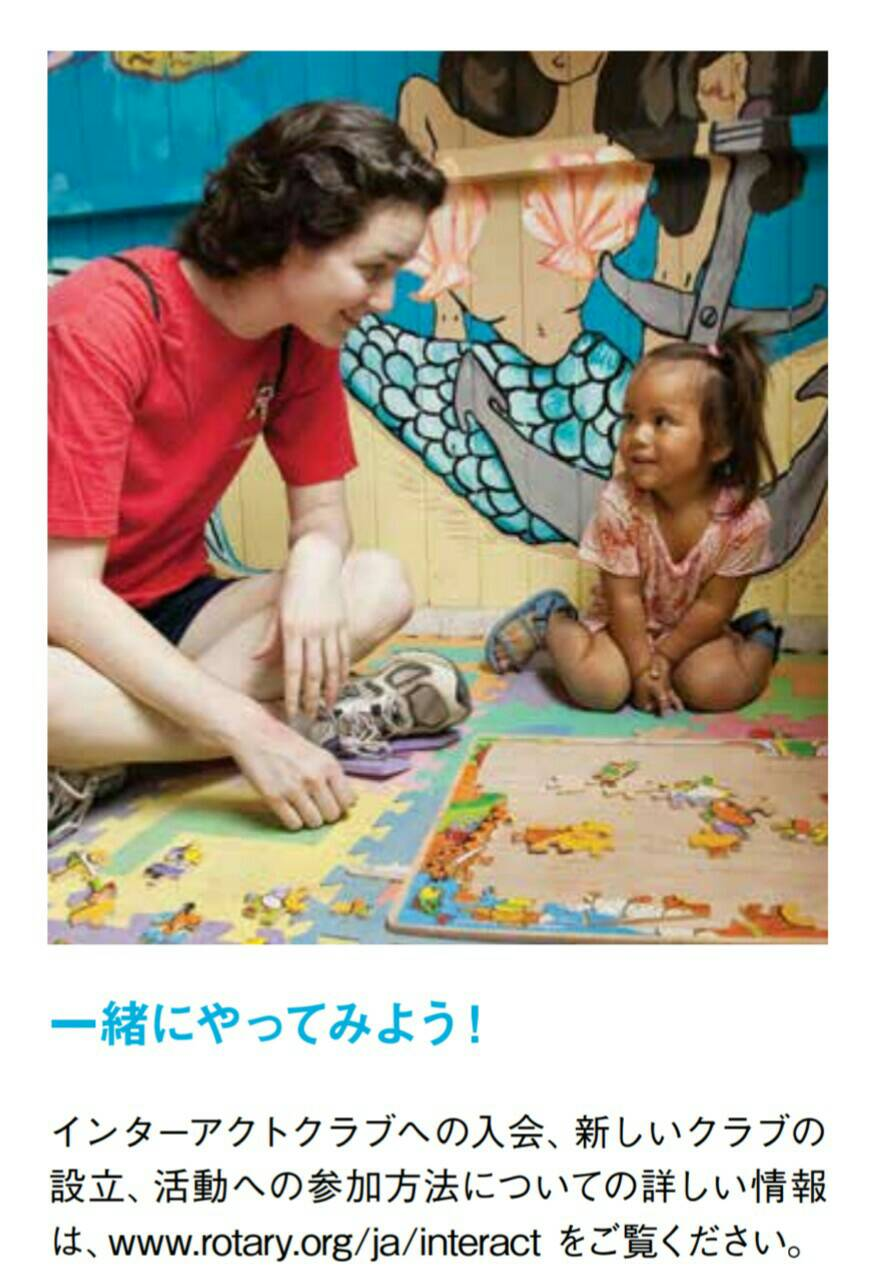 一緒にやってみよう！
インターアクトクラブへの入会、新しいクラブの
設立、活動への参加方法についての詳しい情報
は、www.rotary.org/ja/interact をご覧ください。